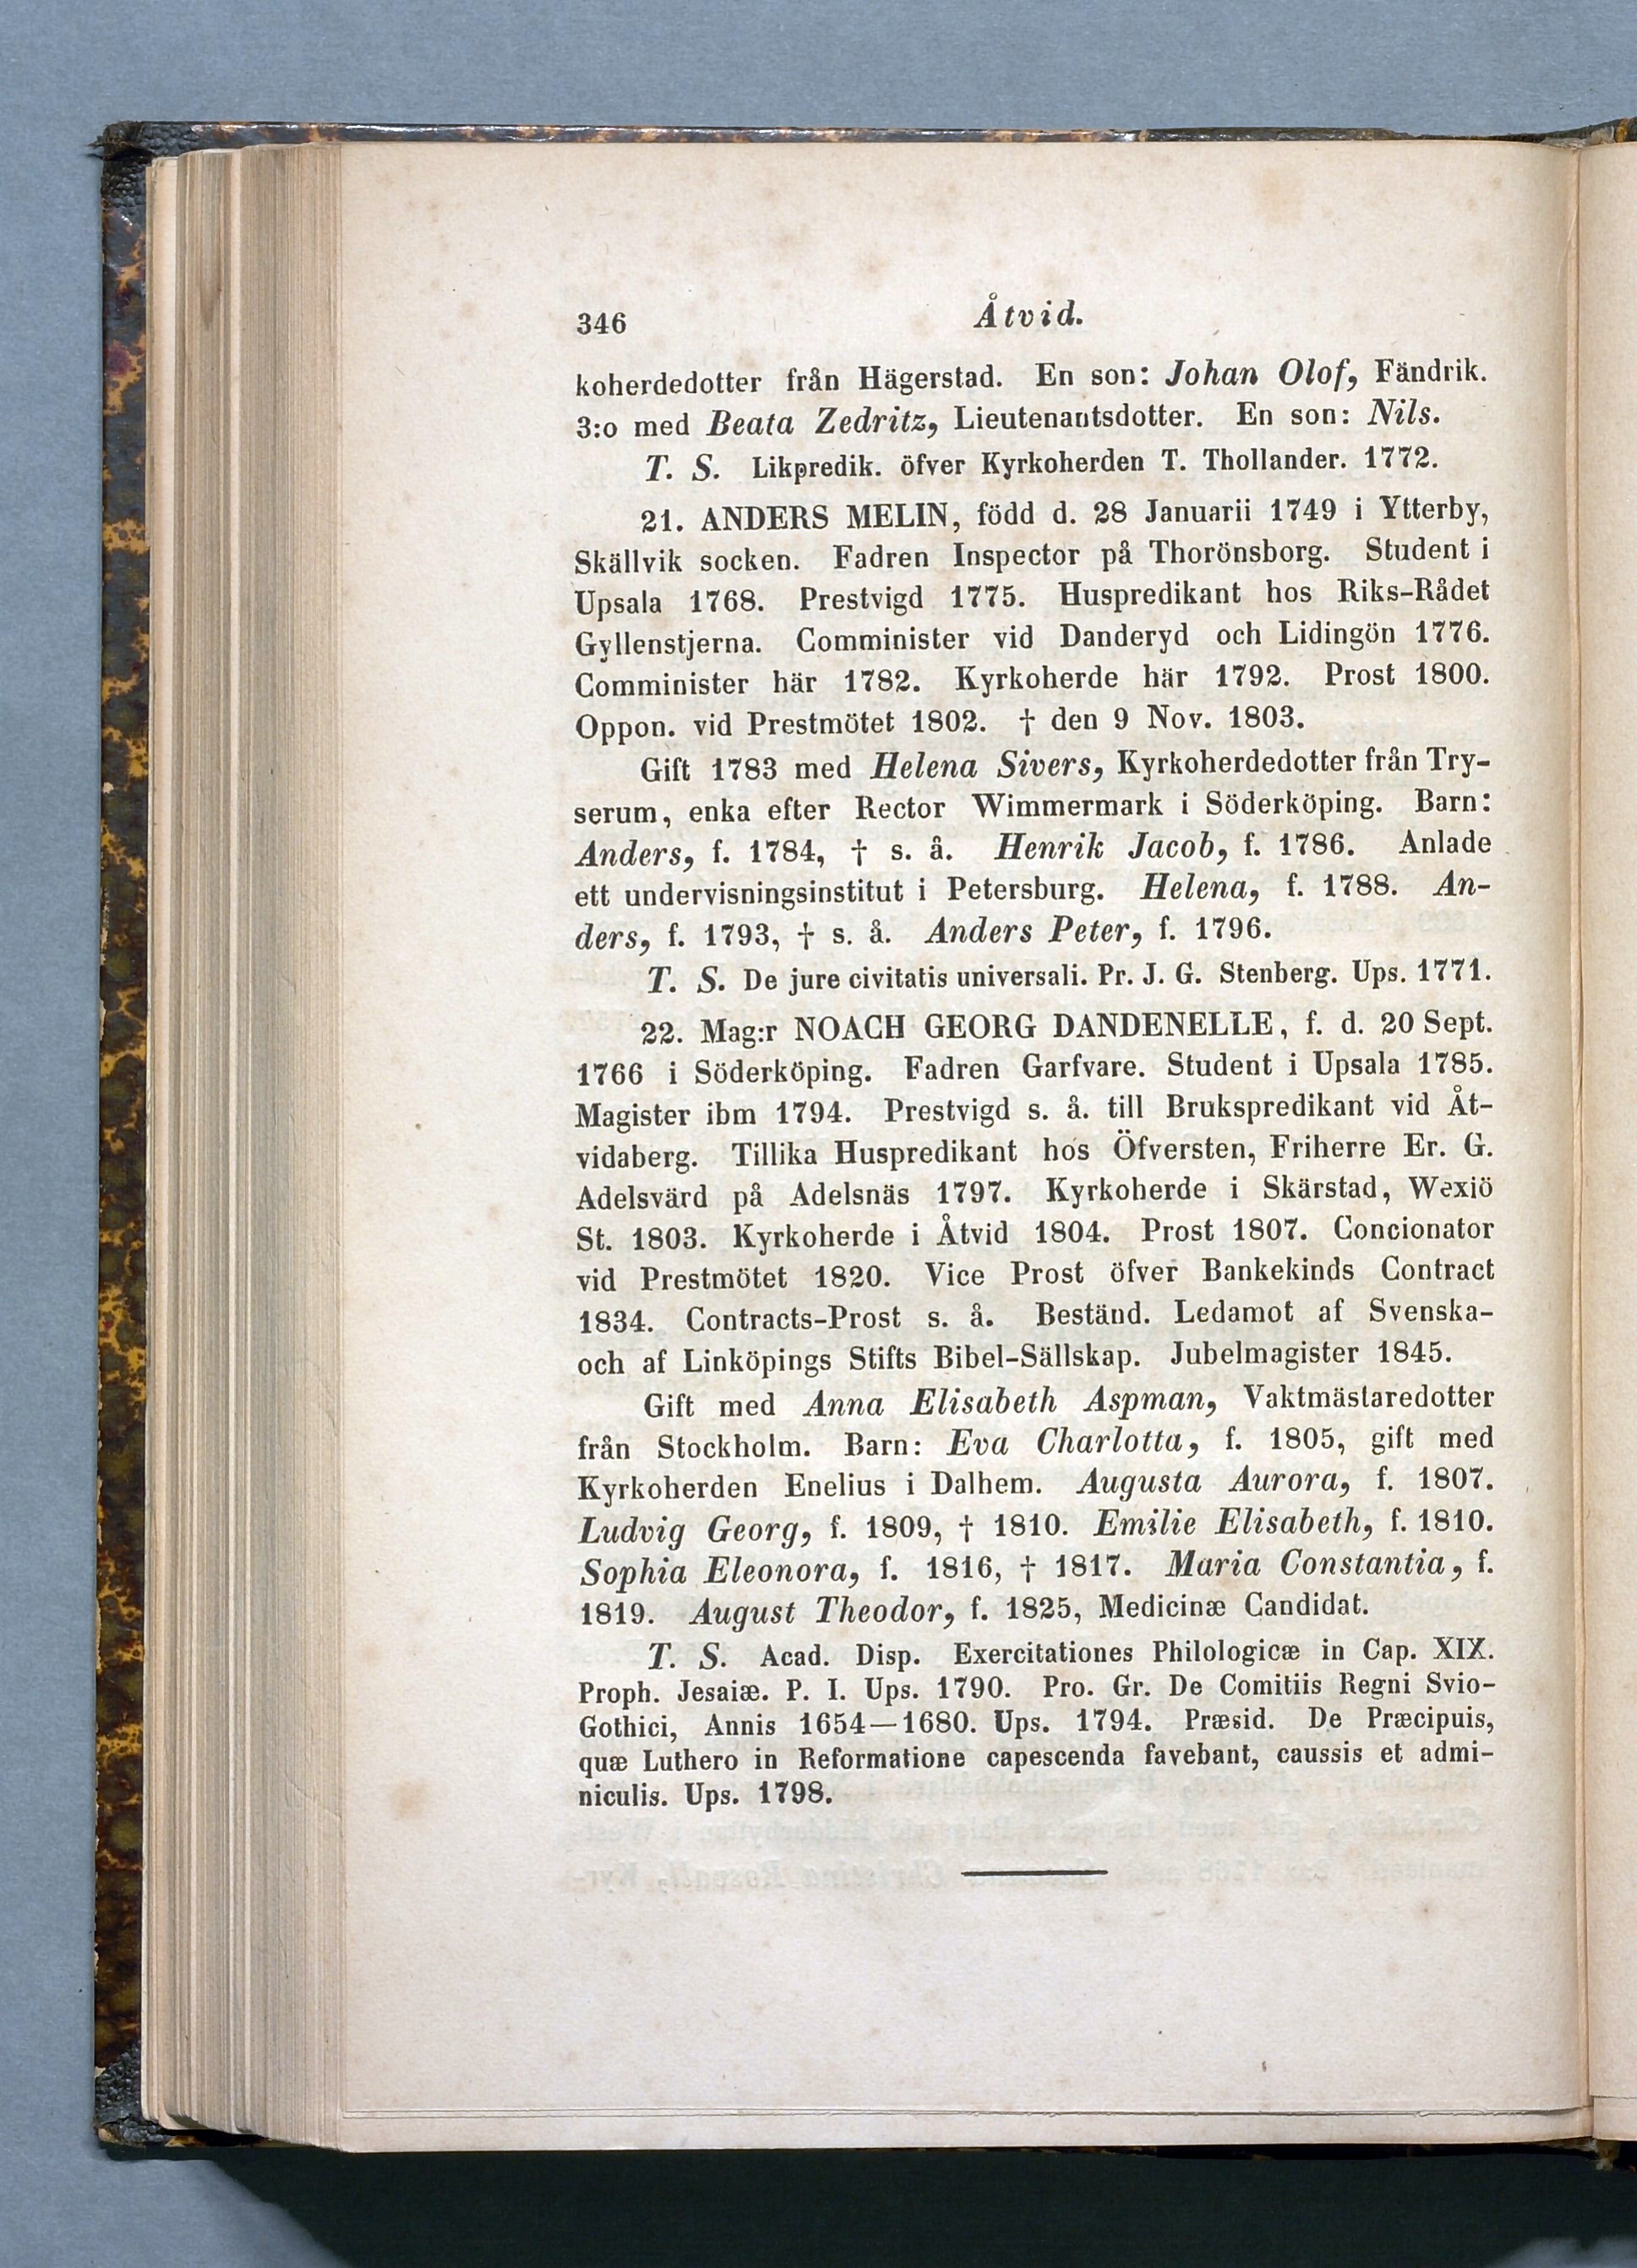 346 Åtvid.
koherdedotter från Hägerstad. En son: Johan Olof, Fändrik.
3:o med Beata Zedritz, Lieutenantsdotter. En son: Nils.
T. S. Likpredik. öfver Kyrkoherden T. Thollander. 1772.
21. ANDERS MELIN, född d. 28 Januarii 1749 i Ytterby,
Skällvik socken. Fadren Inspector på Thorönsborg. Student i
Upsala 1768. Prestvigd 1775. Huspredikant hos Riks-Rådet
Gyllenstjerna. Comminister vid Danderyd och Lidingön 1776.
Comminister här 1782. Kyrkoherde här 1792. Prost 1800.
Oppon. vid Prestmötet 1802. † den 9 Nov. 1803.
Gift 1783 med Helena Sivers, Kyrkoherdedotter från Try-
serum, enka efter Rector Wimmermark i Söderköping. Barn:
Anders, f. 1784, † s. å. Henrik Jacob, f. 1786. Anlade
ett undervisningsinstitut i Petersburg. Helena, f. 1788. An-
ders, f. 1793, † s. å. Anders Peter, f. 1796.
T. S. De jure civitatis universali. Pr. J. G. Stenberg. Ups. 1771.
22. Mag:r NOACH GEORG DANDENELLE, f. d. 20 Sept.
1766 i Söderköping. Fadren Garfvare. Student i Upsala 1785.
Magister ibm 1794. Prestvigd s. å. till Brukspredikant vid Åt-
vidaberg. Tillika Huspredikant hos Öfversten, Friherre Er. G.
Adelsvärd på Adelsnäs 1797. Kyrkoherde i Skärstad, Wexiö
St. 1803. Kyrkoherde i Åtvid 1804. Prost 1807. Concionator
vid Prestmötet 1820. Vice Prost öfver Bankekinds Contract
1834. Contracts-Prost s. å. Beständ. Ledamot af Svenska-
och af Linköpings Stifts Bibel-Sällskap. Jubelmagister 1845.
Gift med Anna Elisabeth Aspman, Vaktmästaredotter
från Stockholm. Barn: Eva Charlotta, f. 1805, gift med
Kyrkoherden Enelius i Dalhem. Augusta Aurora, f. 1807.
Ludvig Georg, f. 1809, † 1810. Emilie Elisabeth, f. 1810.
Sophia Eleonora, f. 1816, † 1817. Maria Constantia, f.
1819. August Theodor, f. 1825, Medicinæ Candidat.
T. S. Acad. Disp. Exercitationes Philologicæ in Cap. XIX.
Proph. Jesaiæ. P. I. Ups. 1790. Pro. Gr. De Comitiis Regni Svio-
Gothici, Annis 1654—1680. Ups. 1794. Præsid. De Præcipuis,
quæ Luthero in Reformatione capescenda favebant, caussis et admi-
niculis. Ups. 1798.